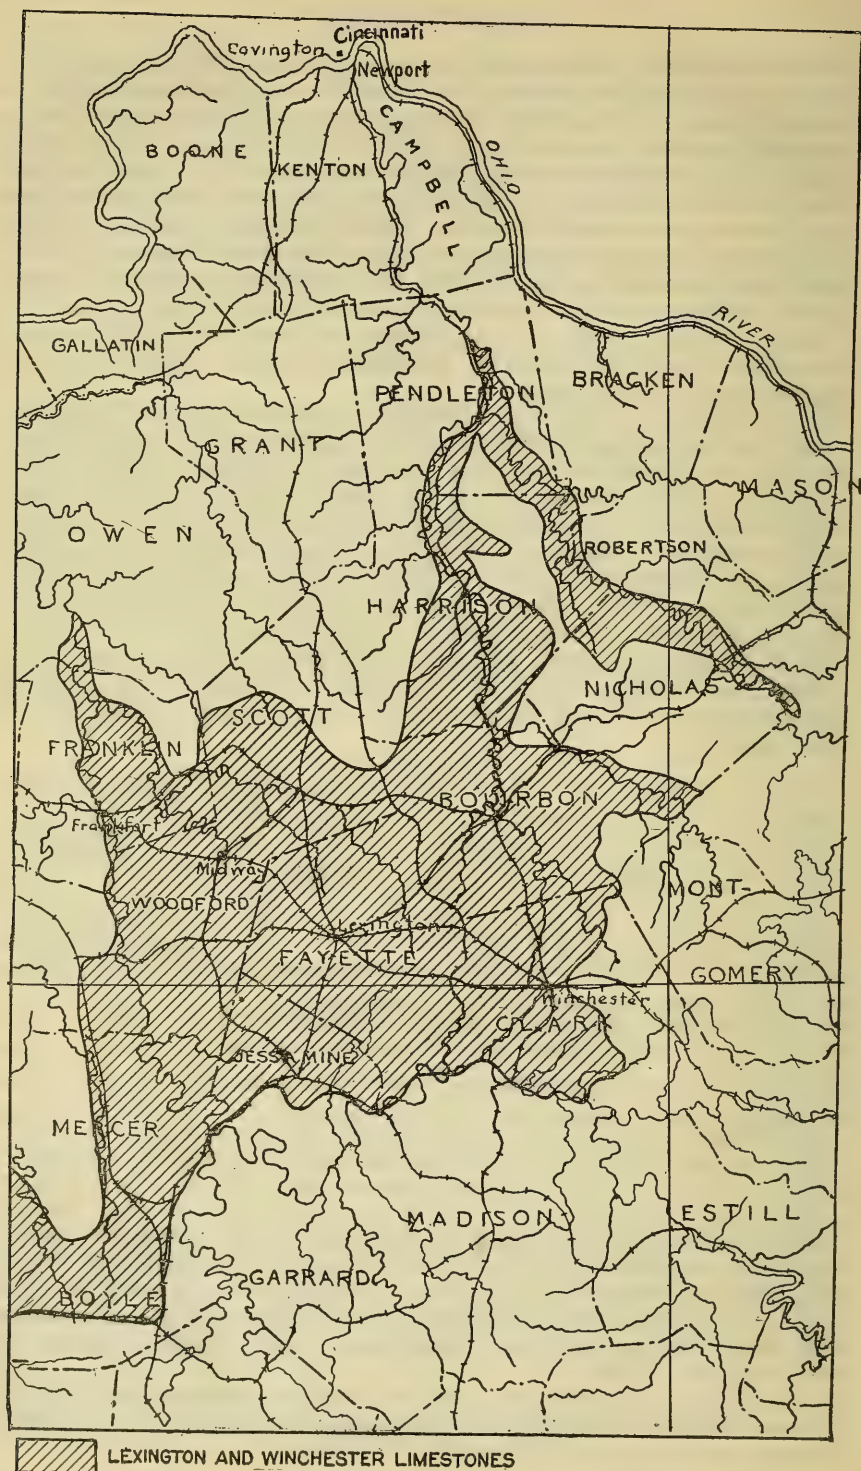 Cincinnati
Covington
Newport
CAMPBELL
OHIO
BOONE
KENTON
RIVER
GALLATIN
PENDLETON
BRACKEN
GRANT
MASON
OWEN
ROBERTSON
HARRISON
NICHOLAS
SCOTT
FRANKLIN
BOURBON
Frankfort
Midway
MONT-
WOODFORD
Lexington
FAYETTE
GOMERY
Winchester
CLARK
JESSAMINE
MERCER
MADISON
ESTILL
GARRARD
BOYLE
LEXINGTON AND WINCHESTER LIMESTONES